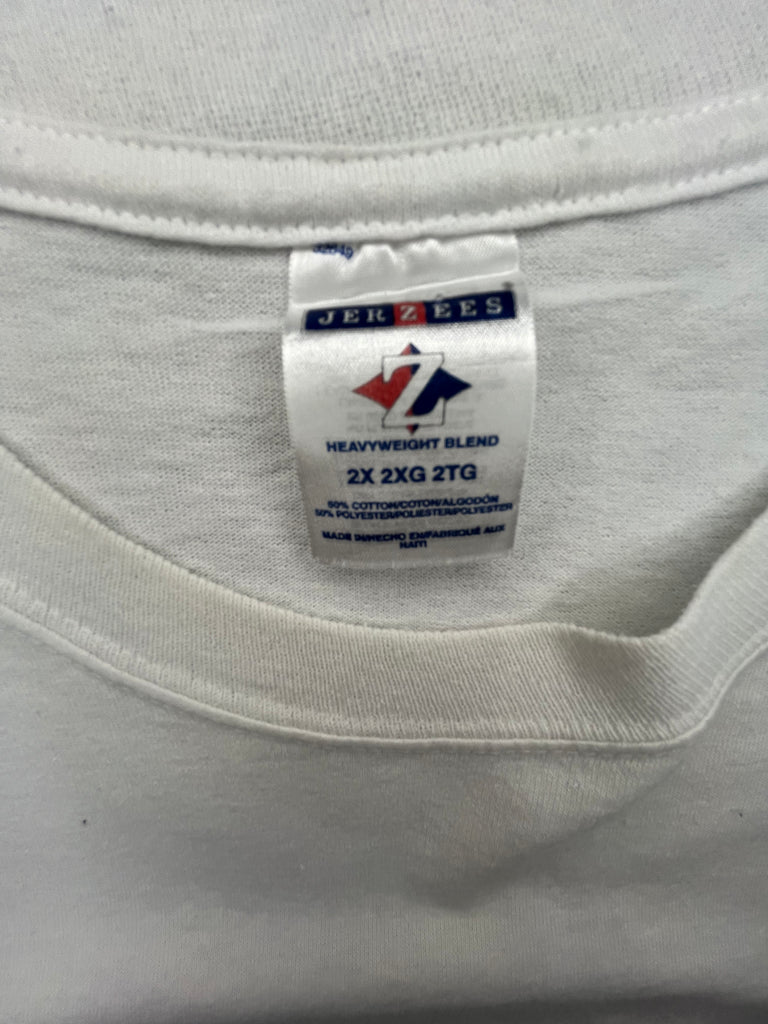 JERZÉES
Z
HEAVYWEIGHT BLEND
2X 2XG 2TG
50% COTTON/COTON/ALGODÓN
50% POLYESTER/POLIESTER/POLYESTER
MADE IN/HECHO EN/FABRIQUÉ AUX
HAITI